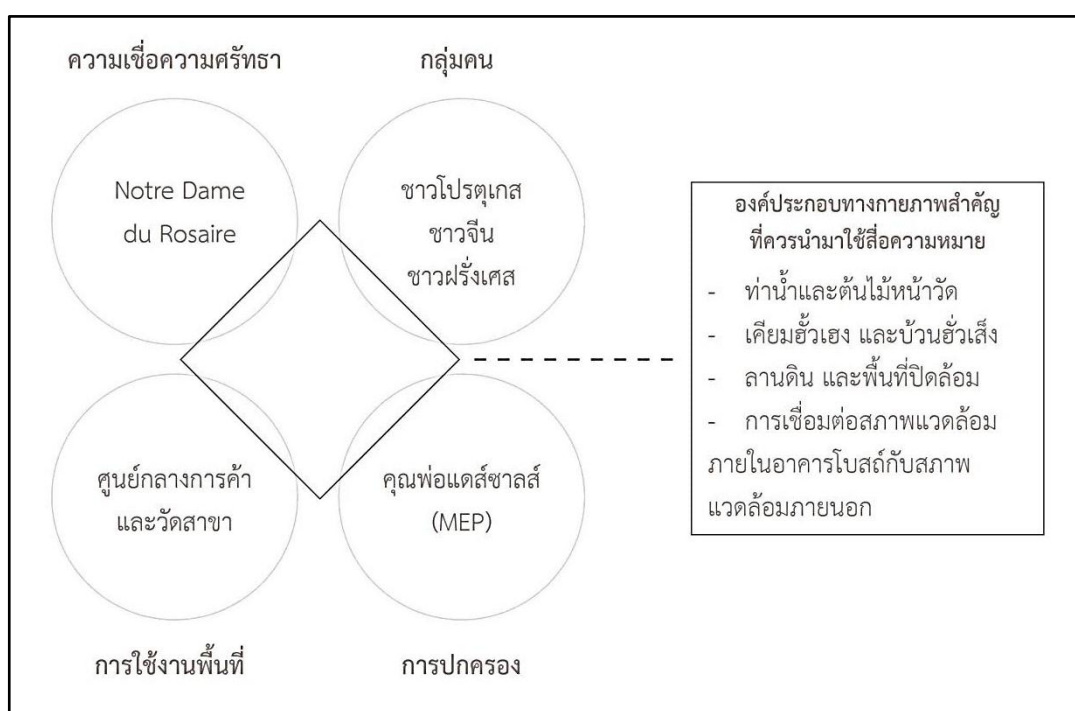 ความเชื่อความศรัทธา
กลุ่มคน
Notre Dame
du Rosaire
ชาวโปรตุเกส
ชาวจีน
ชาวฝรั่งเศส
ศูนย์กลางการค้า
และวัดสาขา
คุณพ่อแดส์ซาลส์
(MEP)
การใช้งานพื้นที่
การปกครอง
องค์ประกอบทางกายภาพสำคัญ
ที่ควรนำมาใช้สื่อความหมาย
- ท่าน้ำและต้นไม้หน้าวัด
- เคียมฮั้วเฮง และบ้วนฮั่วเส็ง
- ลานดิน และพื้นที่ปิดล้อม
- การเชื่อมต่อสภาพแวดล้อม
ภายในอาคารโบสถ์กับสภาพ
แวดล้อมภายนอก